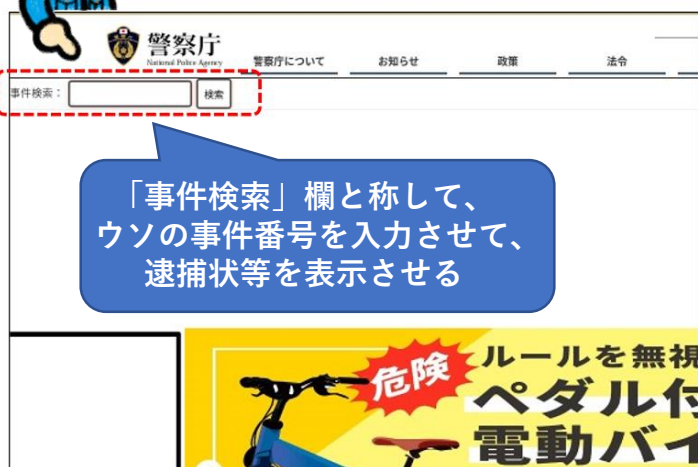 警察庁
National Police Agency
警察庁について
お知らせ
政策
法令
事件検索：
検索
「事件検索」欄と称して、
ウソの事件番号を入力させて、
逮捕状等を表示させる
危険
ルールを無視
ペダル付
電動バイ